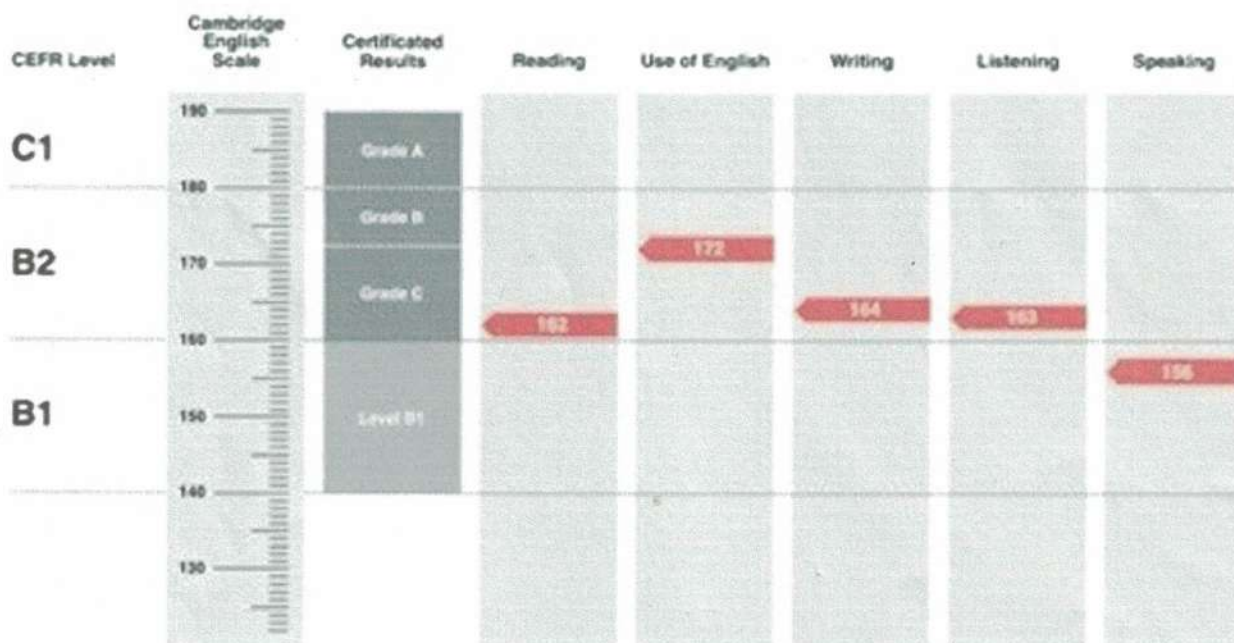 CEFR Level
Cambridge
English
Scale
Certificated
Results
Reading
Use of English
Writing
Listening
Speaking
190
C1
Grade A
180
Grade B
172
B2
170
Grade C
162
164
163
160
156
150
B1
Level B1
140
130